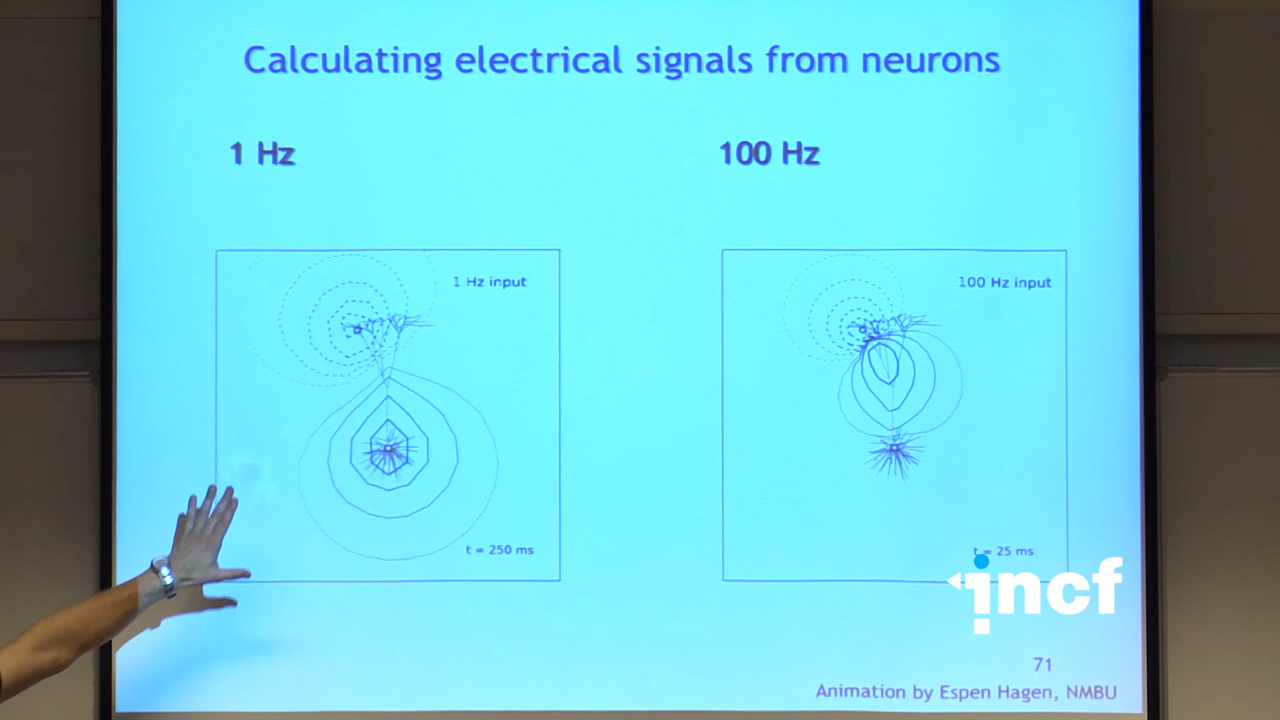 Calculating electrical signals from neurons
1 Hz
100 Hz
1 Hz input
100 Hz input
t = 250 ms
t = 25 ms
incf
71
Animation by Espen Hagen, NMBU